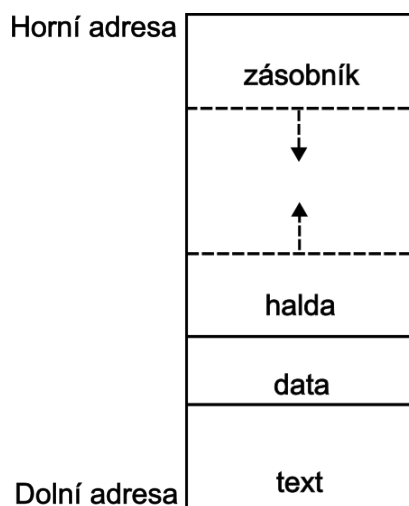 Horní adresa
zásobník
halda
data
text
Dolní adresa